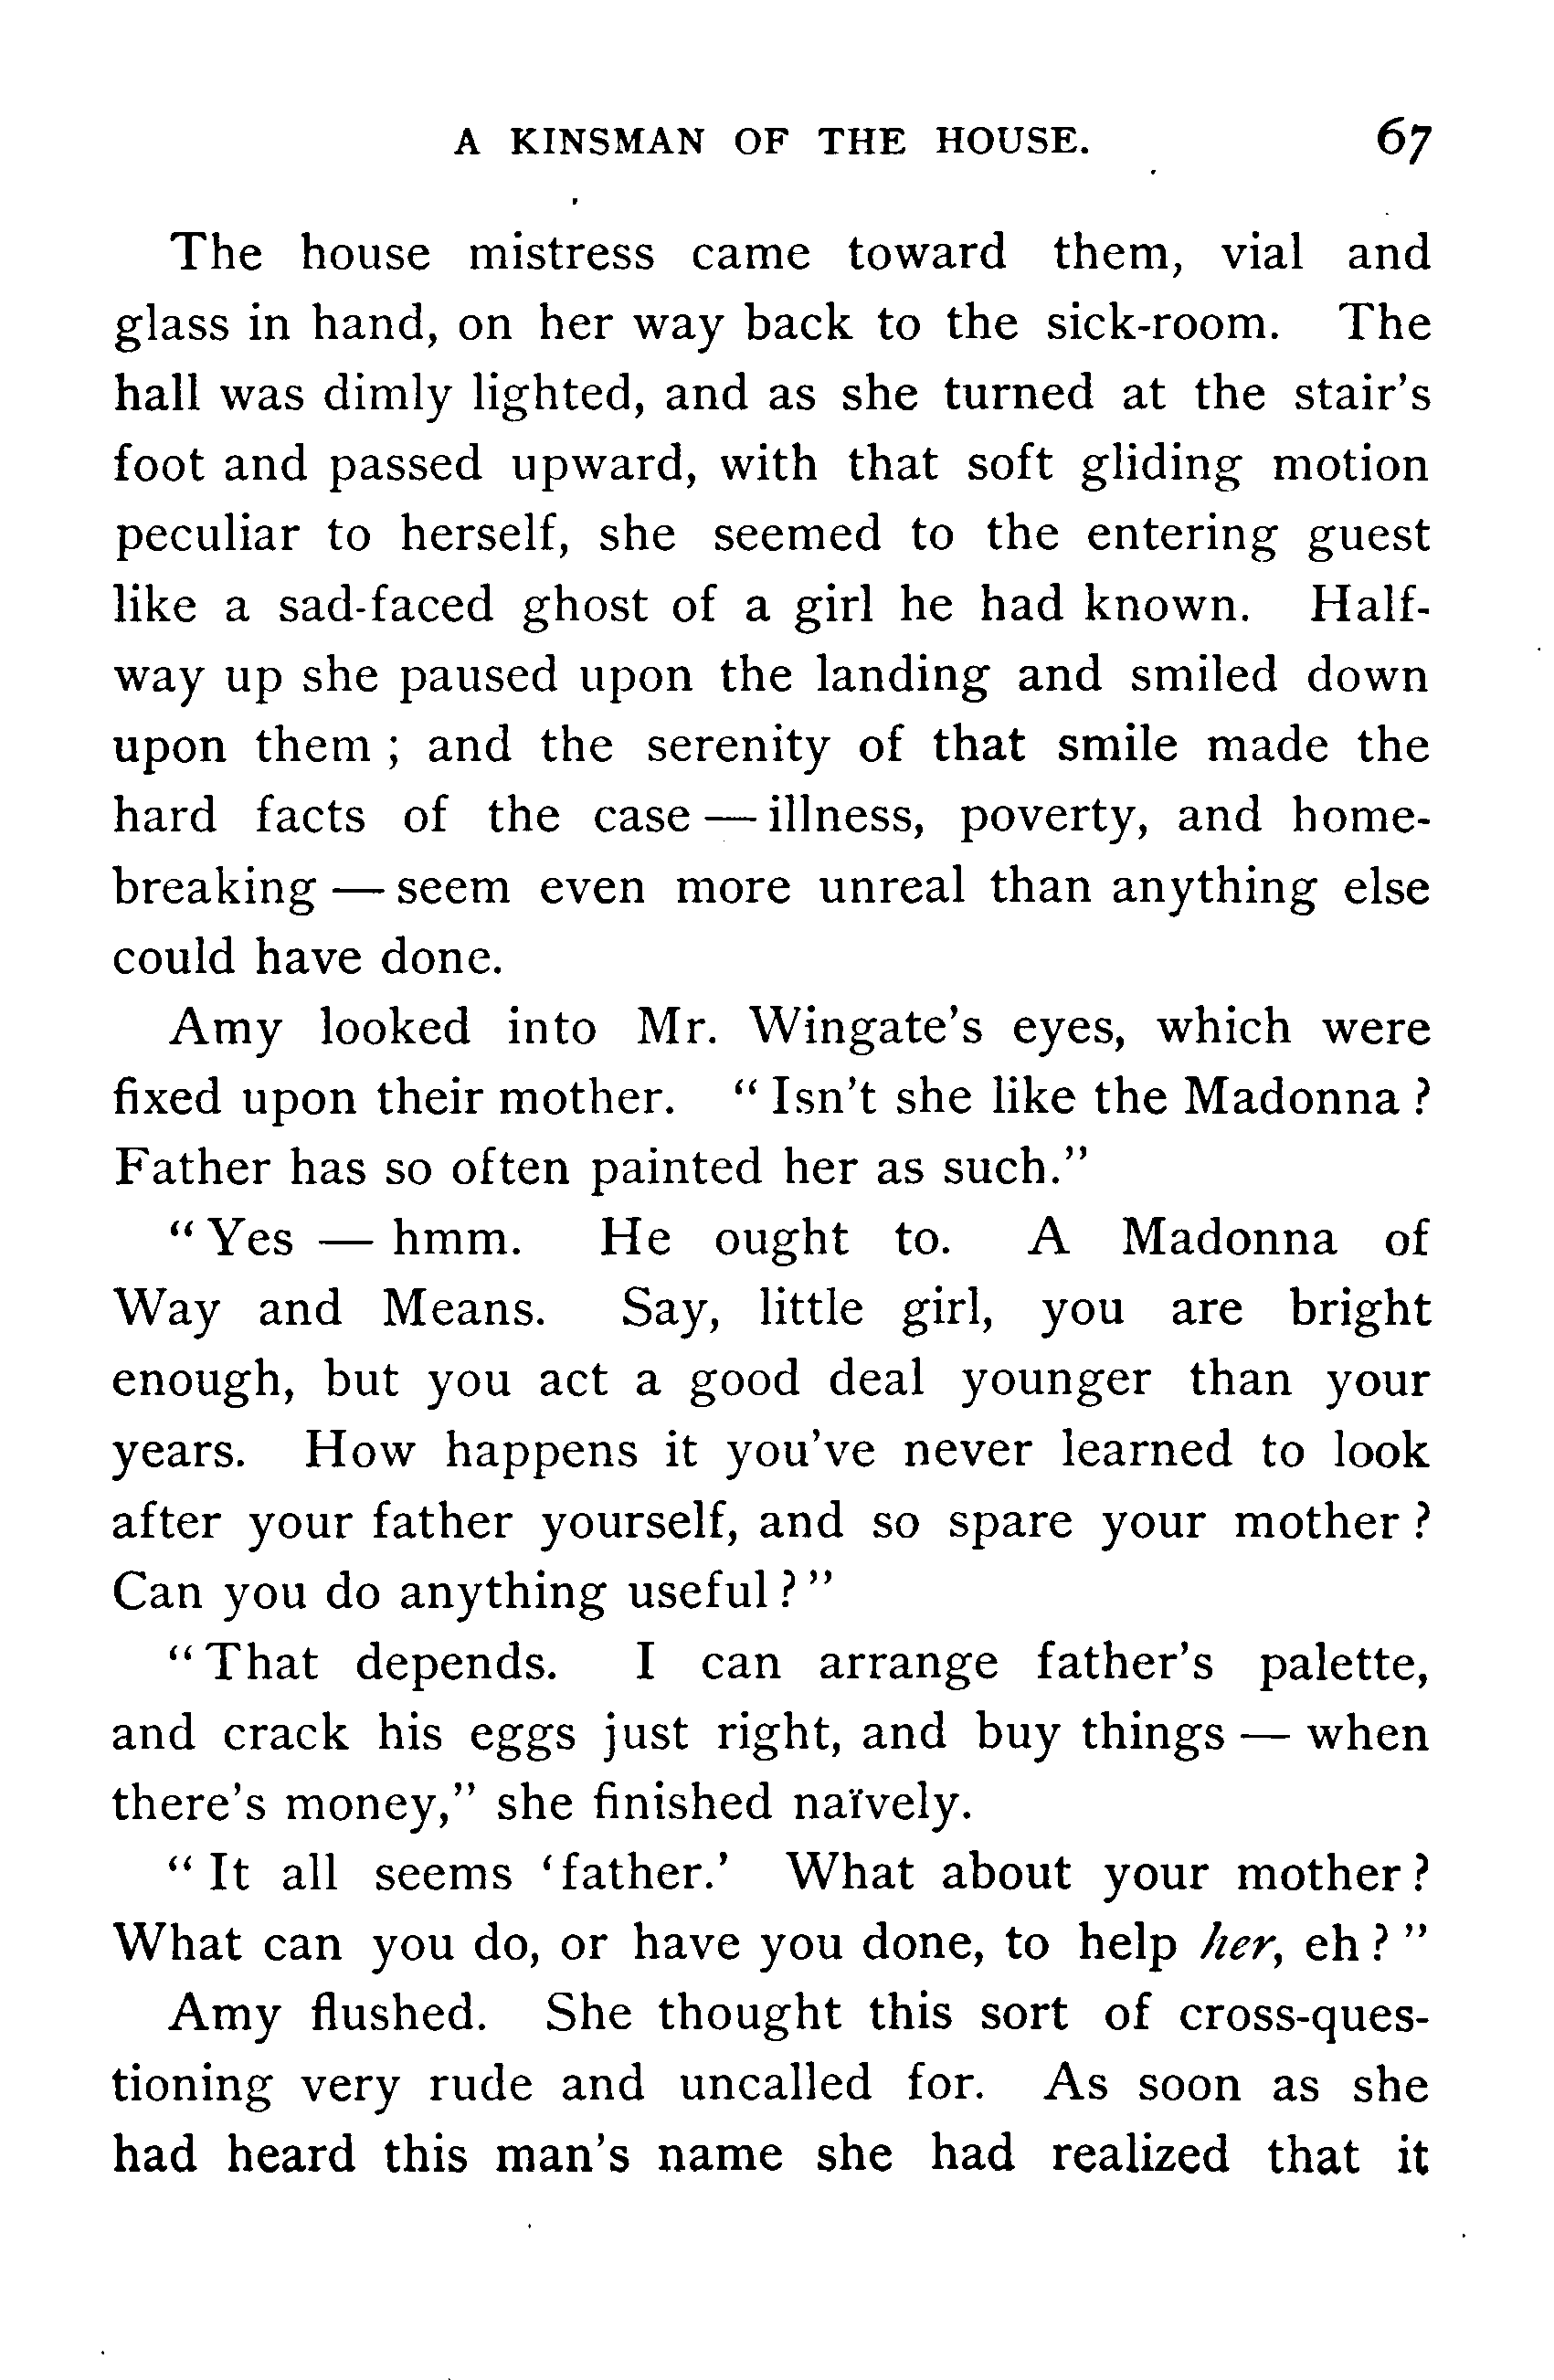 A KINSMAN OF THE HOUSE. 67
The house mistress came toward them, vial and
glass in hand, on her way back to the sick-room. The
hall was dimly lighted, and as she turned at the stair's
foot and passed upward, with that soft gliding motion
peculiar to herself, she seemed to the entering guest
like a sad-faced ghost of a girl he had known. Half-
way up she paused upon the landing and smiled down
upon them ; and the serenity of that smile made the
hard facts of the case — illness, poverty, and home-
breaking — seem even more unreal than anything else
could have done.
Amy looked into Mr. Wingate's eyes, which were
fixed upon their mother. “ Isn't she like the Madonna ?
Father has so often painted her as such.”
“ Yes — hmm. He ought to. A Madonna of
Way and Means. Say, little girl, you are bright
enough, but you act a good deal younger than your
years. How happens it you've never learned to look
after your father yourself, and so spare your mother ?
Can you do anything useful ? ”
“ That depends. I can arrange father's palette,
and crack his eggs just right, and buy things — when
there's money,” she finished naïvely.
“ It all seems ‘father.’ What about your mother ?
What can you do, or have you done, to help her, eh ? ”
Amy flushed. She thought this sort of cross-ques-
tioning very rude and uncalled for. As soon as she
had heard this man's name she had realized that it